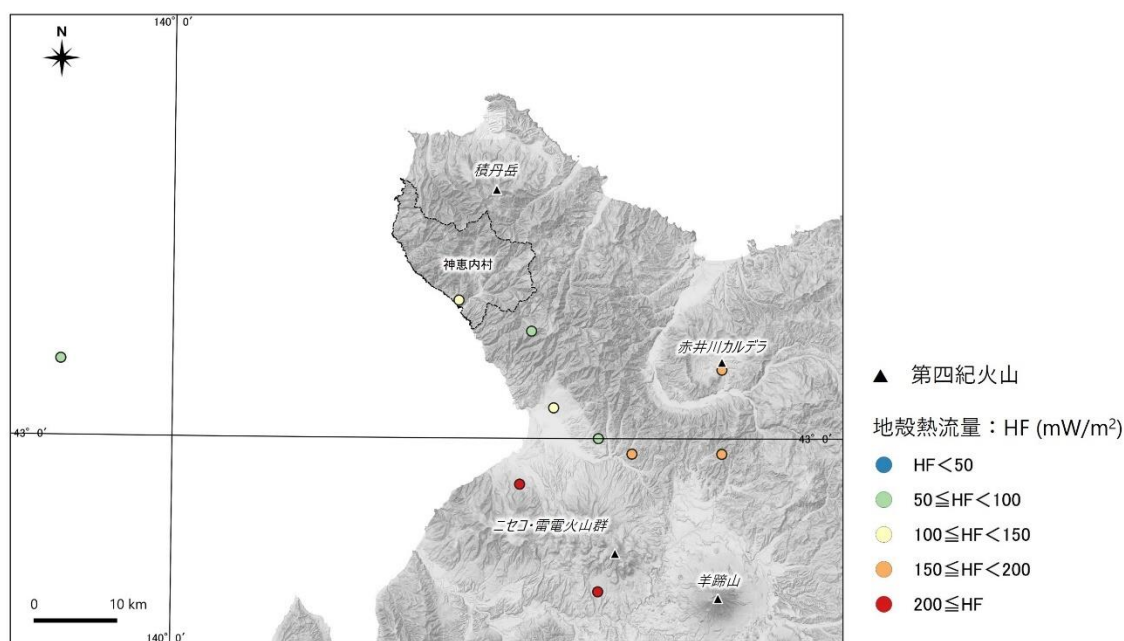 140° 0′
N
積丹岳
神恵内村
赤井川カルデラ
43° 0′
43° 0′
ニセコ・雷電火山群
羊蹄山
0 10 km
140° 0′
▲ 第四紀火山
地殻熱流量：HF (mW/m²)
HF＜50
50≦HF＜100
100≦HF＜150
150≦HF＜200
200≦HF